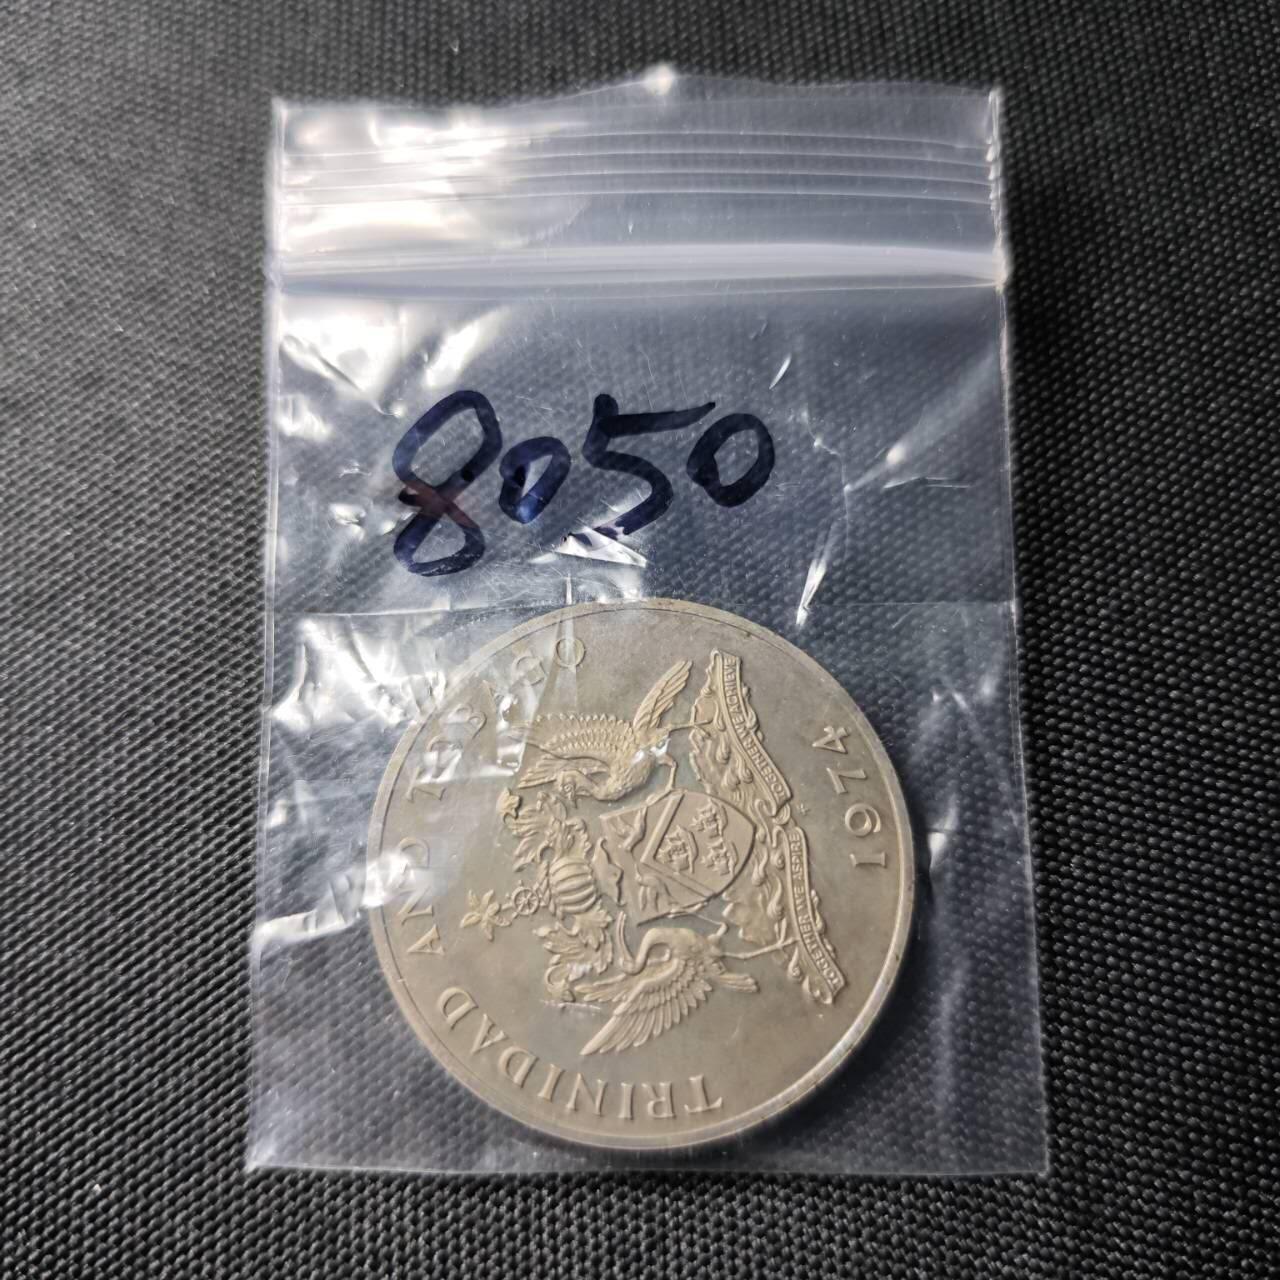 8050
TRINIDAD AND TOBAGO
TOGETHER WE ASPIRE
TOGETHER WE ACHIEVE
1974